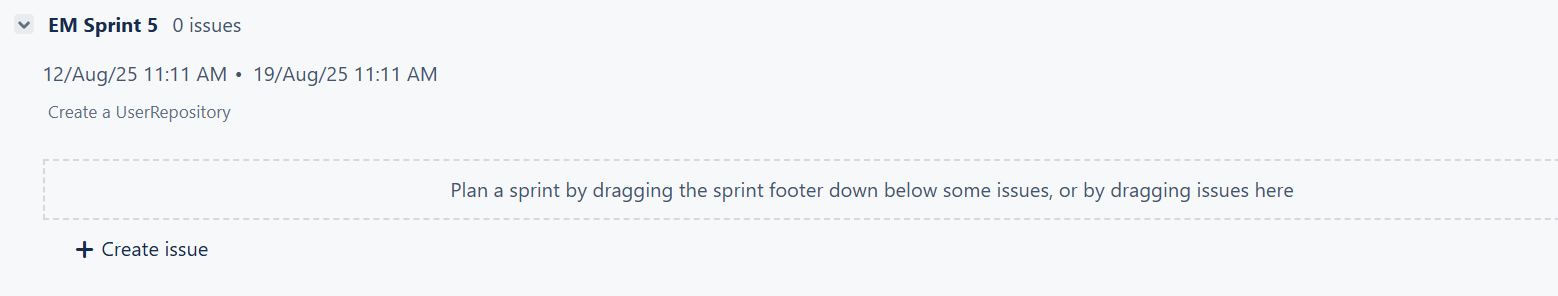 EM Sprint 5 0 issues
12/Aug/25 11:11 AM • 19/Aug/25 11:11 AM
Create a UserRepository
Plan a sprint by dragging the sprint footer down below some issues, or by dragging issues here
+ Create issue